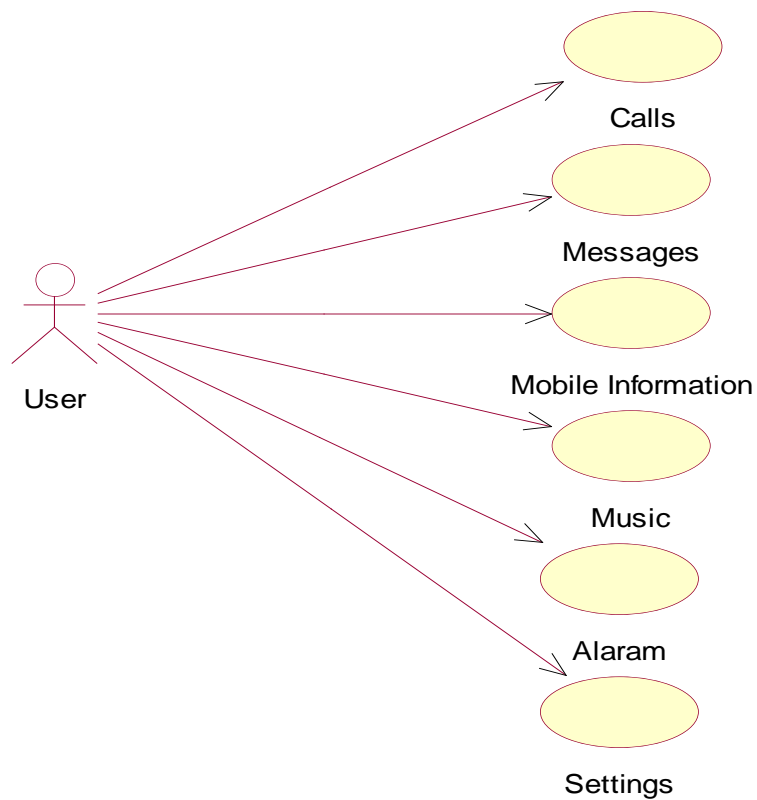 Calls
Messages
Mobile Information
User
Music
Alaram
Settings